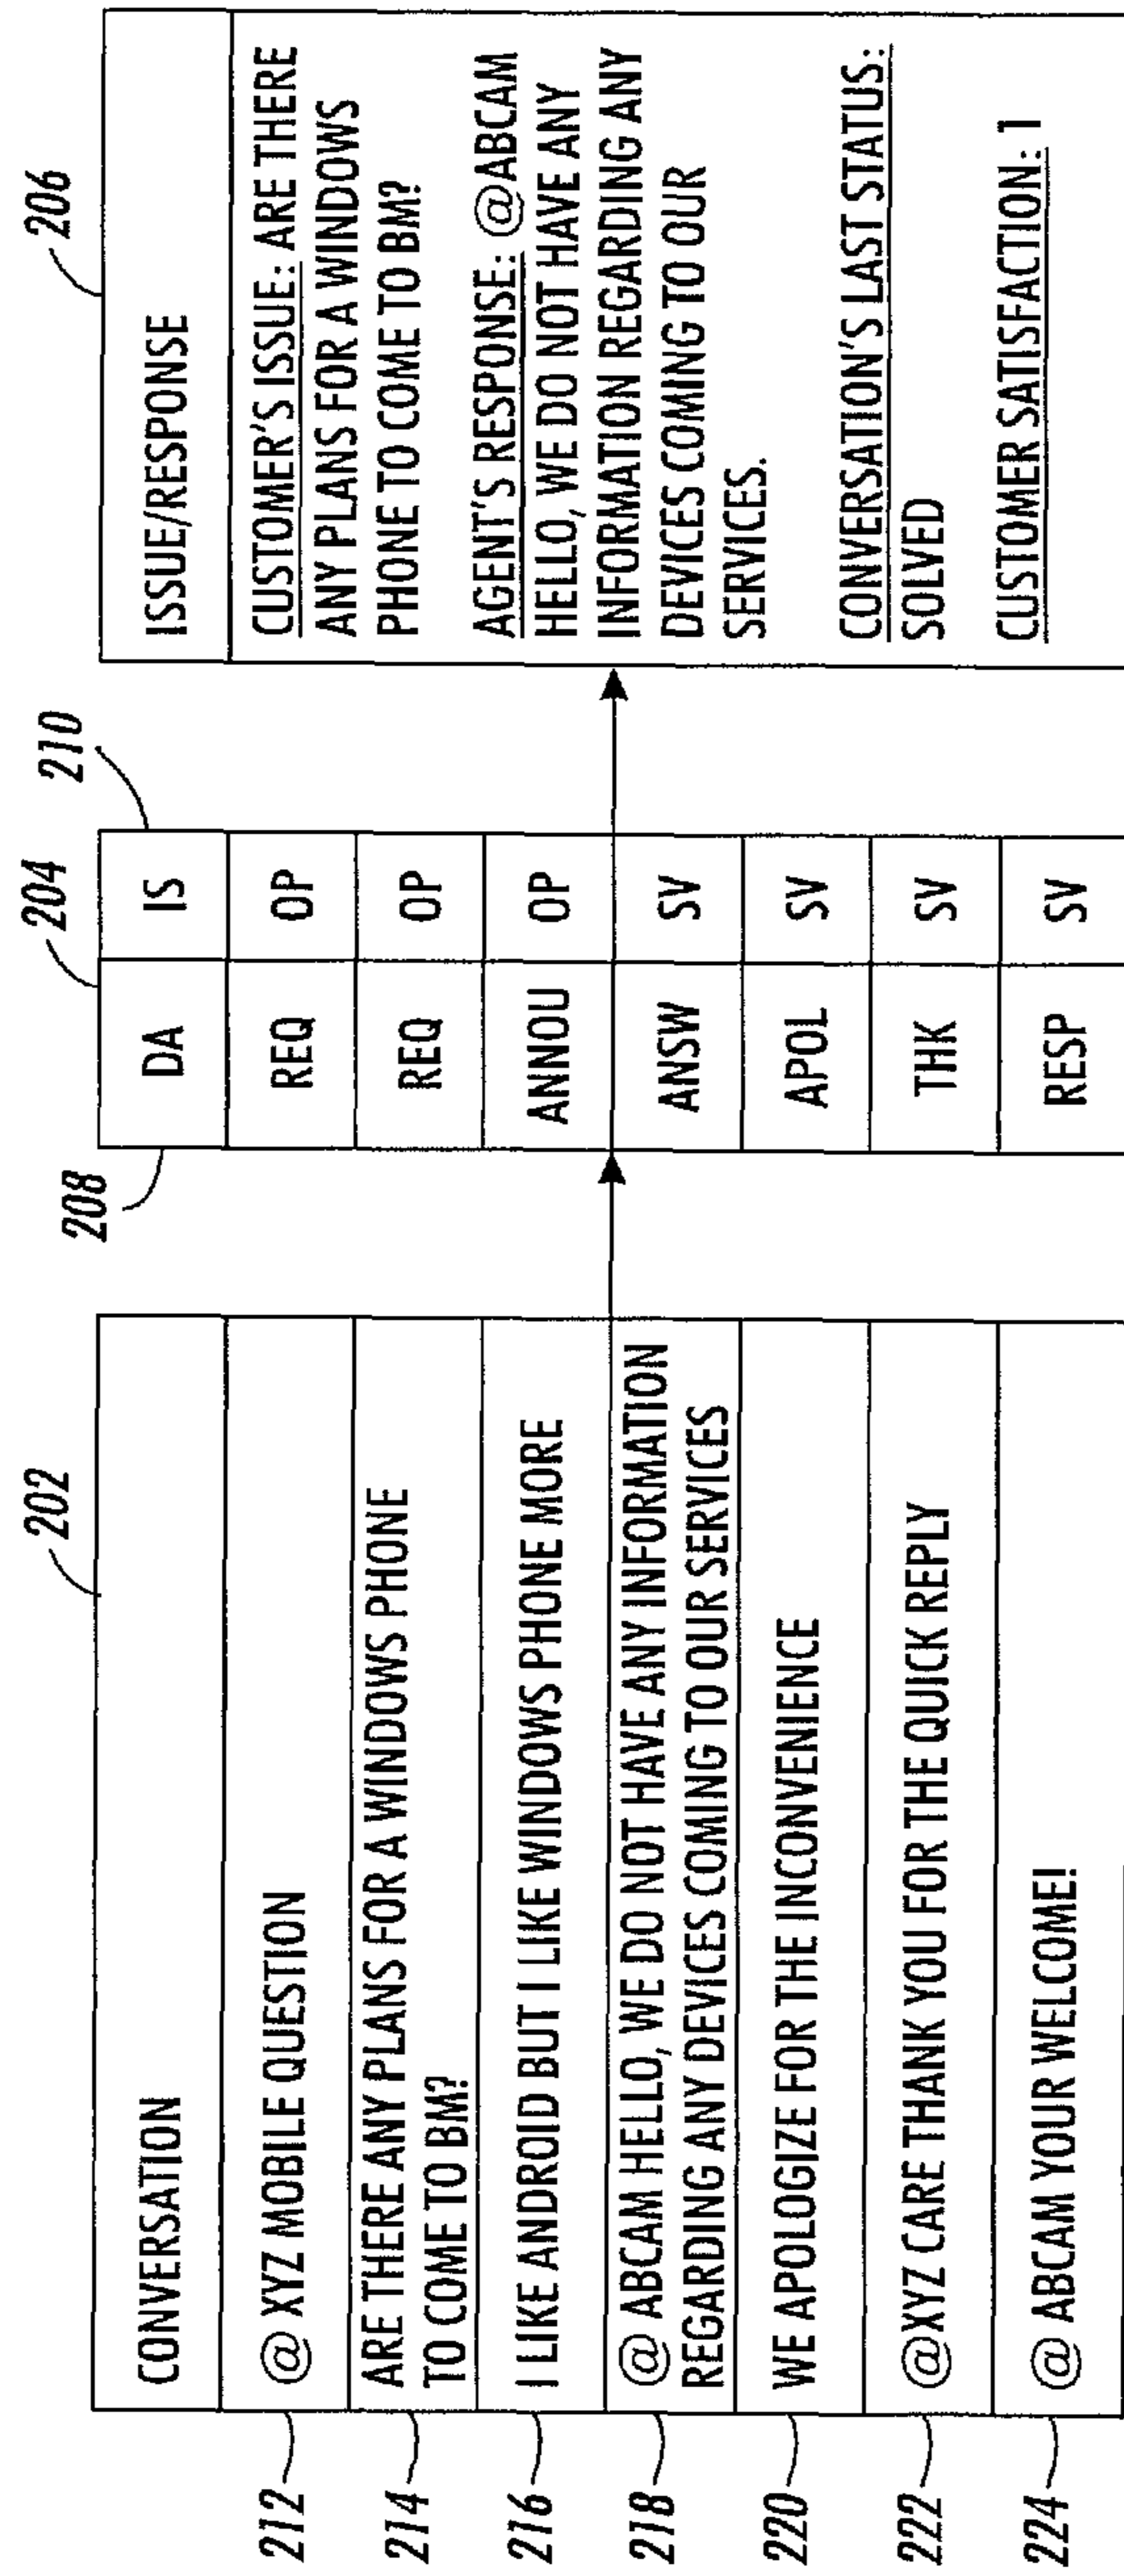 202
CONVERSATION
212
@ XYZ MOBILE QUESTION
214
ARE THERE ANY PLANS FOR A WINDOWS PHONE
TO COME TO BM?
216
I LIKE ANDROID BUT I LIKE WINDOWS PHONE MORE
218
@ ABCAM HELLO, WE DO NOT HAVE ANY INFORMATION
REGARDING ANY DEVICES COMING TO OUR SERVICES
220
WE APOLOGIZE FOR THE INCONVENIENCE
222
@XYZ CARE THANK YOU FOR THE QUICK REPLY
224
@ ABCAM YOUR WELCOME!
208
204
210
DA IS
REQ OP
REQ OP
ANNOU OP
ANSW SV
APOL SV
THK SV
RESP SV
206
ISSUE/RESPONSE
CUSTOMER'S ISSUE: ARE THERE
ANY PLANS FOR A WINDOWS
PHONE TO COME TO BM?
AGENT'S RESPONSE: @ABCAM
HELLO, WE DO NOT HAVE ANY
INFORMATION REGARDING ANY
DEVICES COMING TO OUR
SERVICES.
CONVERSATION'S LAST STATUS:
SOLVED
CUSTOMER SATISFACTION: 1